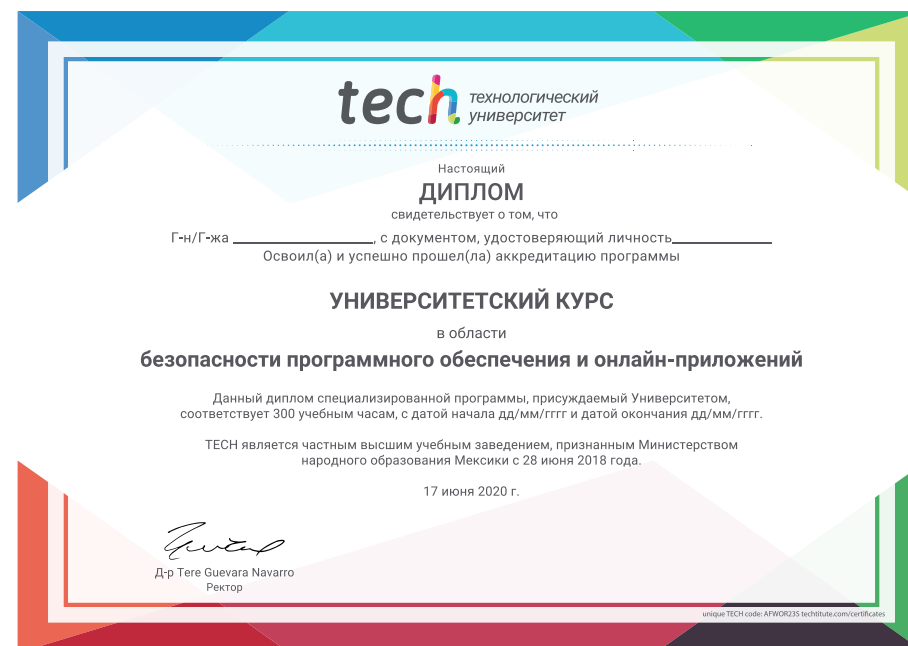 tech технологический
университет
Настоящий
ДИПЛОМ
свидетельствует о том, что
Г-н/Г-жа ____________________, с документом, удостоверяющий личность______________
Освоил(а) и успешно прошел(ла) аккредитацию программы
УНИВЕРСИТЕТСКИЙ КУРС
в области
безопасности программного обеспечения и онлайн-приложений
Данный диплом специализированной программы, присуждаемый Университетом,
соответствует 300 учебным часам, с датой начала дд/мм/гггг и датой окончания дд/мм/гггг.
TECH является частным высшим учебным заведением, признанным Министерством
народного образования Мексики с 28 июня 2018 года.
17 июня 2020 г.
Д-р Tere Guevara Navarro
Ректор
unique TECH code: AFWOR23S techtitute.com/certificates